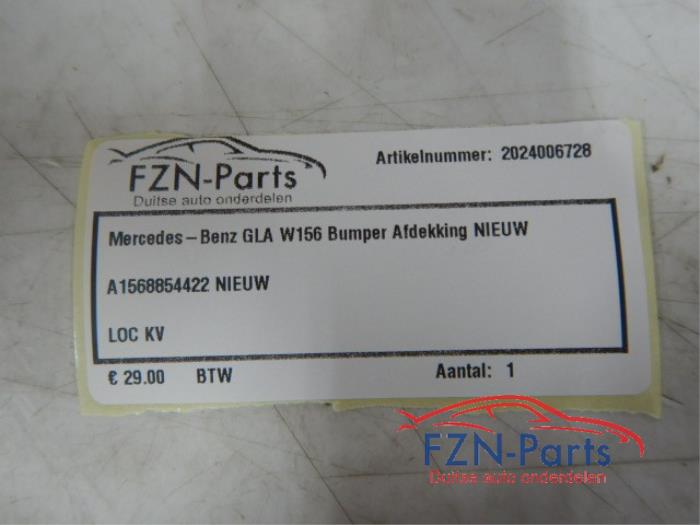 FZN-Parts
Duitse auto onderdelen
Artikelnummer: 2024006728
Mercedes-Benz GLA W156 Bumper Afdekking NIEUW
A1568854422 NIEUW
LOC KV
€ 29.00 BTW Aantal: 1
FZN-Parts
Duitse auto onderdelen